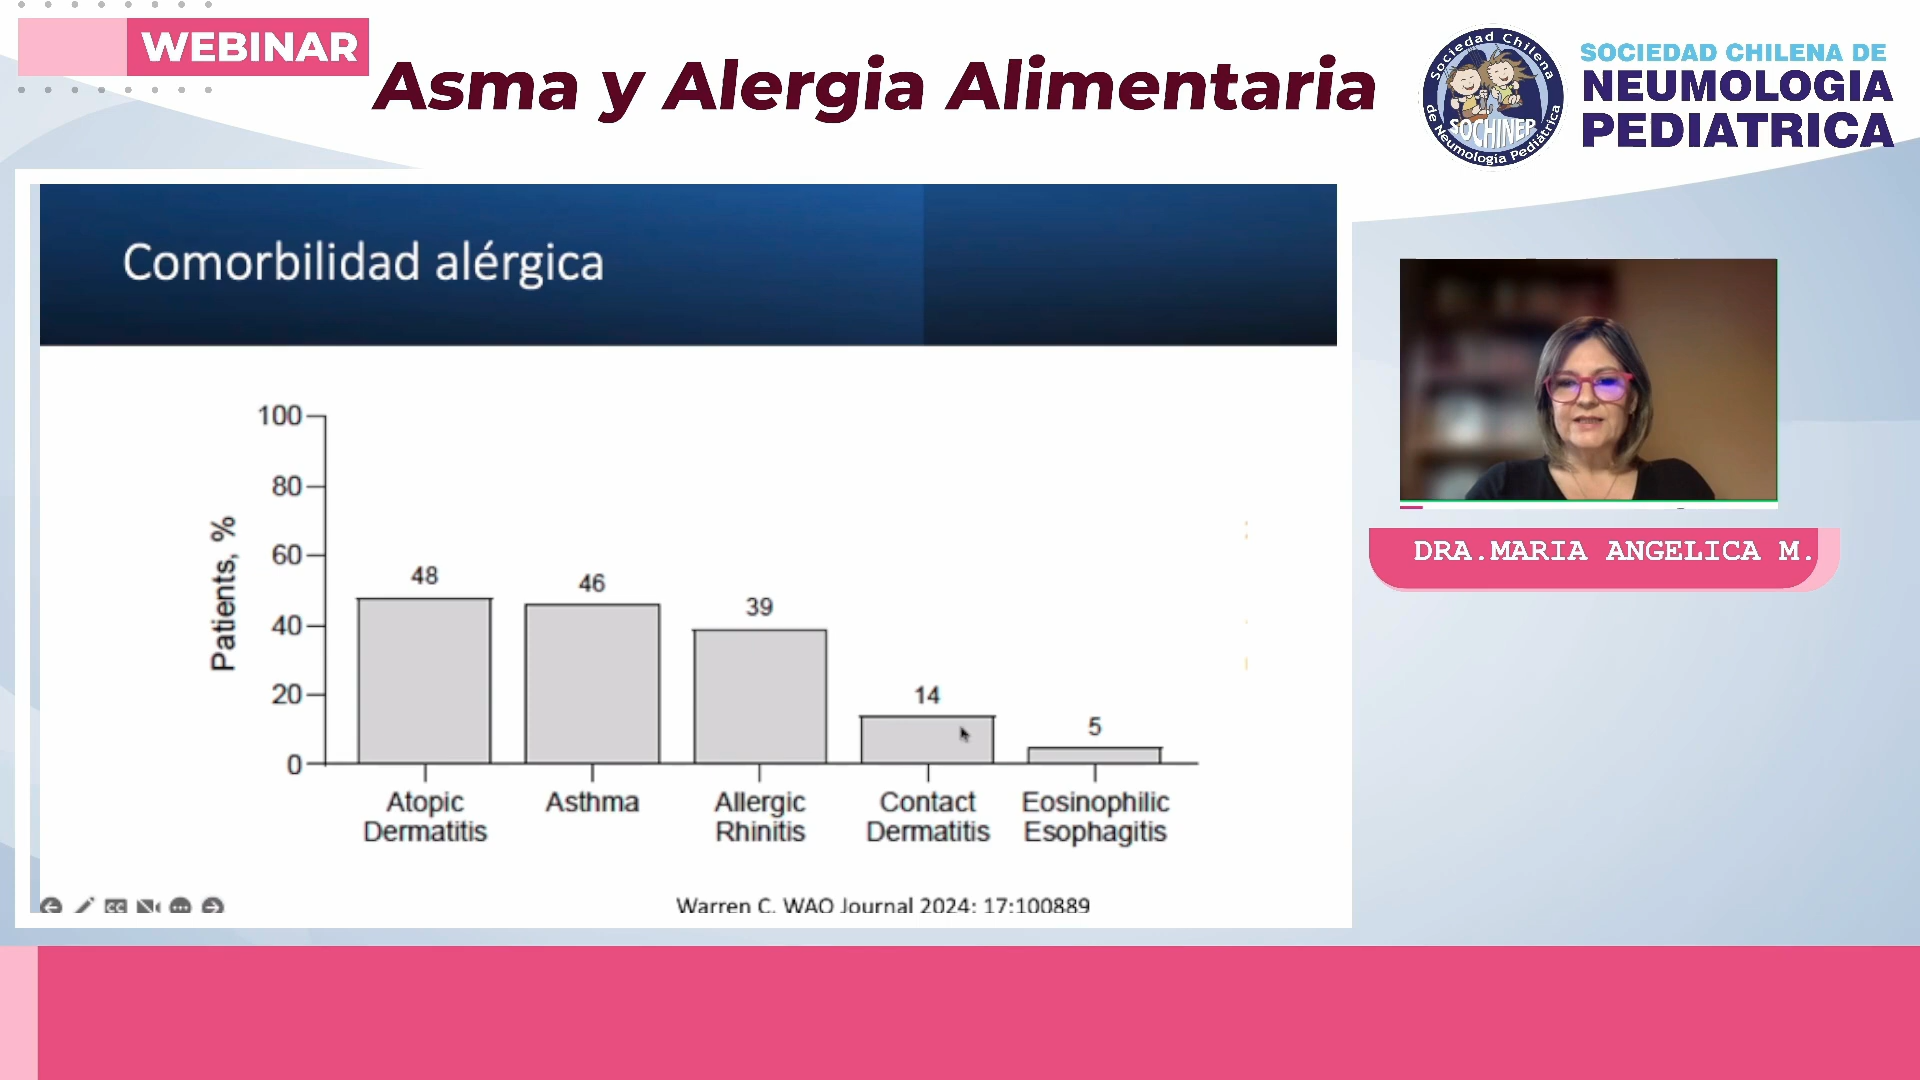 WEBINAR
Asma y Alergia Alimentaria
Sociedad Chilena
de Neumologia Pediátrica
SOCHINEP
SOCIEDAD CHILENA DE
NEUMOLOGIA
PEDIATRICA
Comorbilidad alérgica
Patients, %
100
80
60
40
20
0
48
46
39
14
5
Atopic
Dermatitis
Asthma
Allergic
Rhinitis
Contact
Dermatitis
Eosinophilic
Esophagitis
CC
Warren C. WAO Journal 2024; 17:100889
DRA.MARIA ANGELICA M.